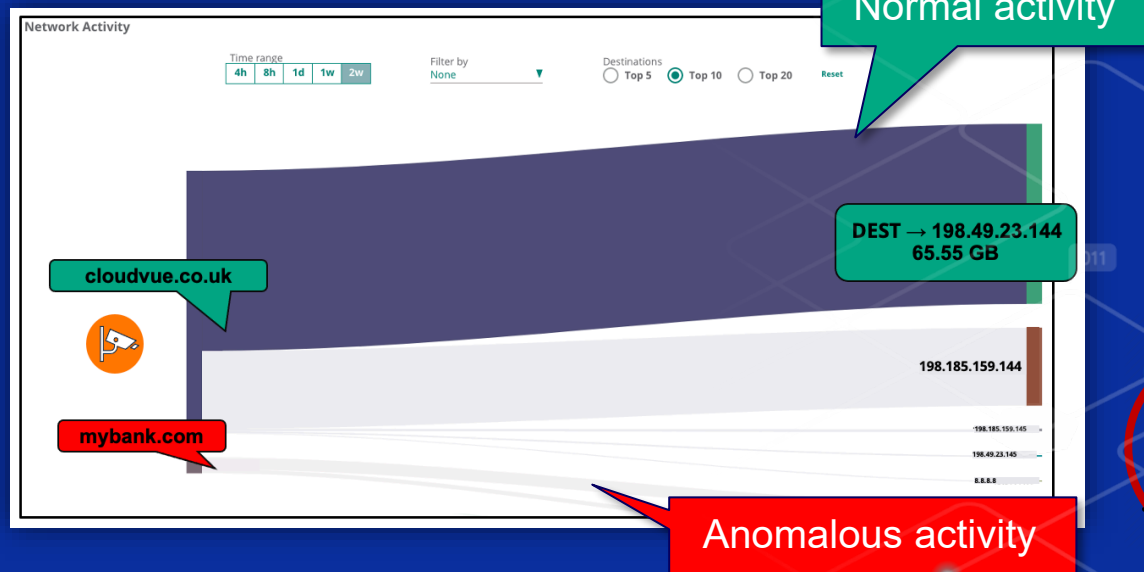 Normal activity
Network Activity
Time range
4h 8h 1d 1w 2w
Filter by
None
Destinations
Top 5 Top 10 Top 20 Reset
DEST → 198.49.23.144
65.55 GB
011
cloudvue.co.uk
198.185.159.144
mybank.com
198.185.159.145
198.49.23.145
8.8.8.8
Anomalous activity